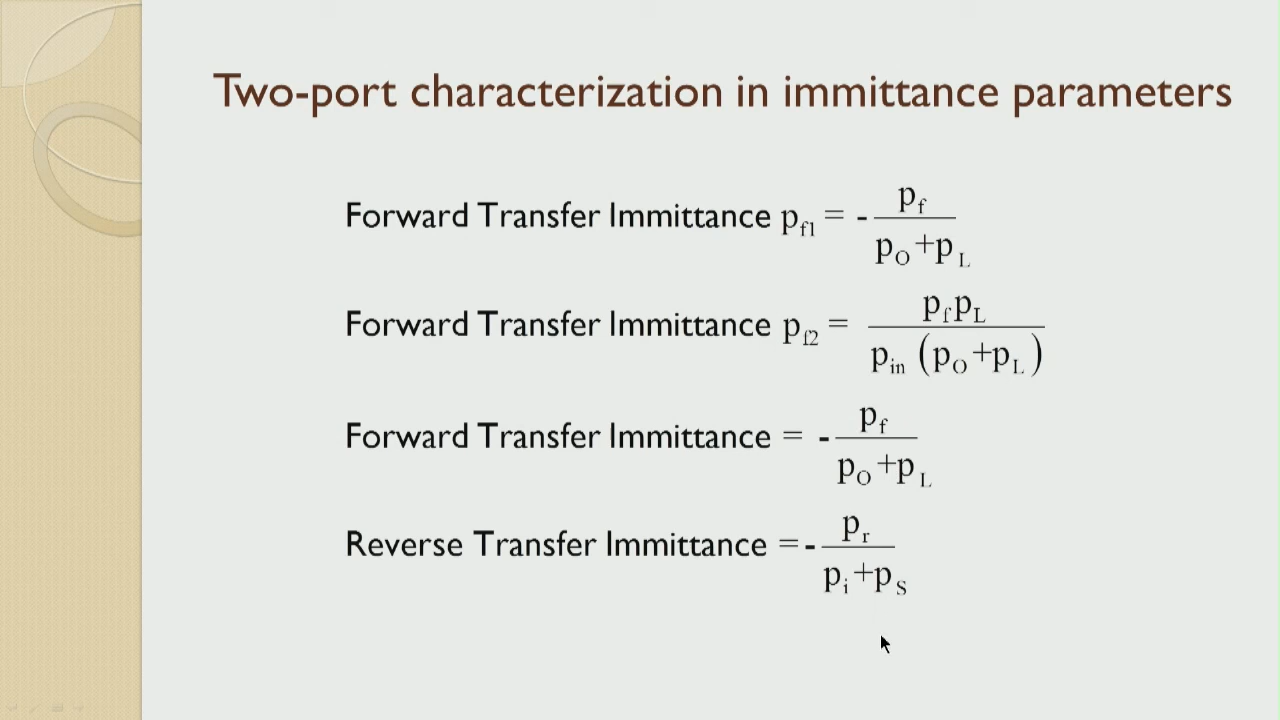 Two-port characterization in immittance parameters
Forward Transfer Immittance p_f1 = - p_f / (p_O + p_L)
Forward Transfer Immittance p_f2 = p_f p_L / (p_in (p_O + p_L))
Forward Transfer Immittance = - p_f / (p_O + p_L)
Reverse Transfer Immittance = - p_r / (p_i + p_S)